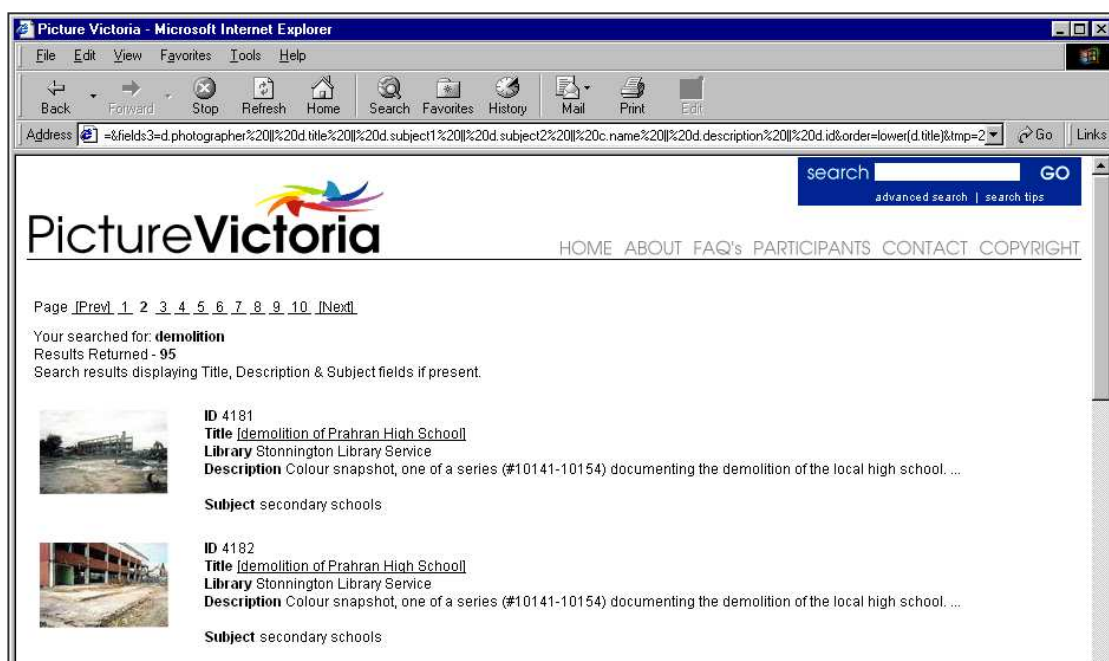 Picture Victoria - Microsoft Internet Explorer
File Edit View Favorites Tools Help
Back Forward Stop Refresh Home Search Favorites History Mail Print Edit
Address =&fields3=d.photographer%20||%20d.title%20||%20d.subject1%20||%20d.subject2%20||%20c.name%20||%20d.description%20||%20d.id&order=lower(d.title)&tmp=2 Go Links
search GO
advanced search | search tips
PictureVictoria
HOME ABOUT FAQ's PARTICIPANTS CONTACT COPYRIGHT
Page [Prev] 1 2 3 4 5 6 7 8 9 10 [Next]
Your searched for: demolition
Results Returned - 95
Search results displaying Title, Description & Subject fields if present.
ID 4181
Title [demolition of Prahran High School]
Library Stonnington Library Service
Description Colour snapshot, one of a series (#10141-10154) documenting the demolition of the local high school. ...
Subject secondary schools
ID 4182
Title [demolition of Prahran High School]
Library Stonnington Library Service
Description Colour snapshot, one of a series (#10141-10154) documenting the demolition of the local high school. ...
Subject secondary schools